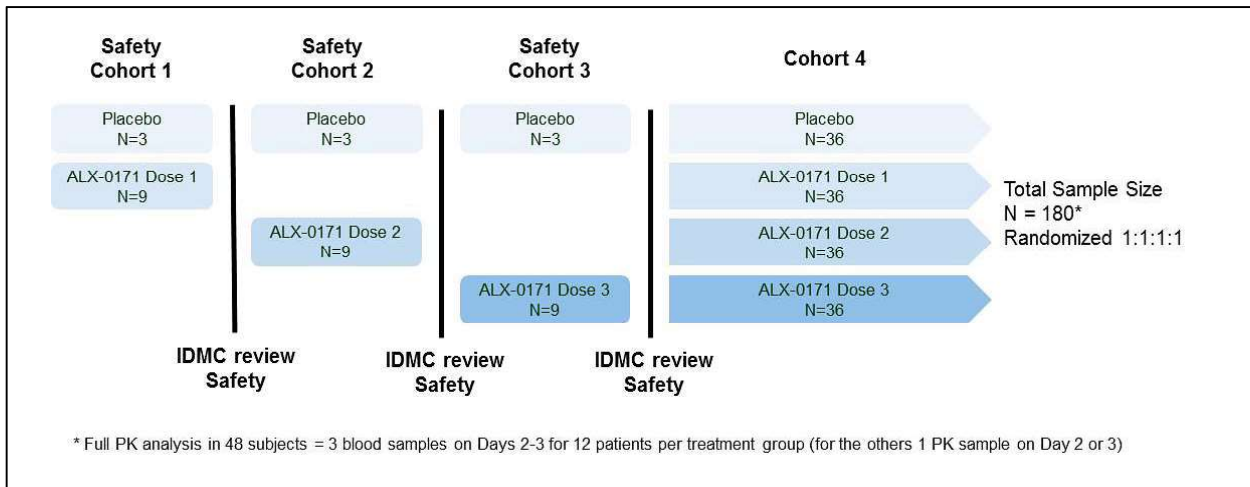 Safety
Cohort 1
Safety
Cohort 2
Safety
Cohort 3
Cohort 4
Placebo
N=3
Placebo
N=3
Placebo
N=3
Placebo
N=36
ALX-0171 Dose 1
N=9
ALX-0171 Dose 1
N=36
ALX-0171 Dose 2
N=9
ALX-0171 Dose 2
N=36
ALX-0171 Dose 3
N=9
ALX-0171 Dose 3
N=36
Total Sample Size
N = 180*
Randomized 1:1:1:1
IDMC review
Safety
IDMC review
Safety
IDMC review
Safety
* Full PK analysis in 48 subjects = 3 blood samples on Days 2-3 for 12 patients per treatment group (for the others 1 PK sample on Day 2 or 3)